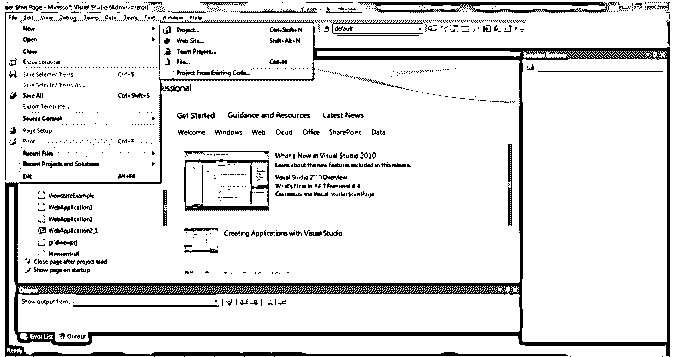 Start Page - Microsoft Visual Studio (Administrator)
File Edit View Debug Team Data Tools Test Window Help
New
Open
Close
Close Solution
Save Selected Items Ctrl+S
Save Selected Items As...
Save All Ctrl+Shift+S
Export Template...
Source Control
Page Setup
Print
Recent Files
Recent Projects and Solutions
Exit Alt+F4
Project... Ctrl+Shift+N
Web Site... Shift+Alt+N
Team Project...
File... Ctrl+N
Project From Existing Code...
default
essional
Get Started Guidance and Resources Latest News
Welcome Windows Web Cloud Office SharePoint Data
What's New in Visual Studio 2010
Learn about the new features included in this release.
Visual Studio 2010 Overview
What's New in .NET Framework 4
Customize the Visual Studio Start Page
Creating Applications with Visual Studio
ViewstateExample
WebApplication1
WebApplication2
WebApplication2_1
Close page after project load
Show page on startup
Show output from:
Error List Output
Ready